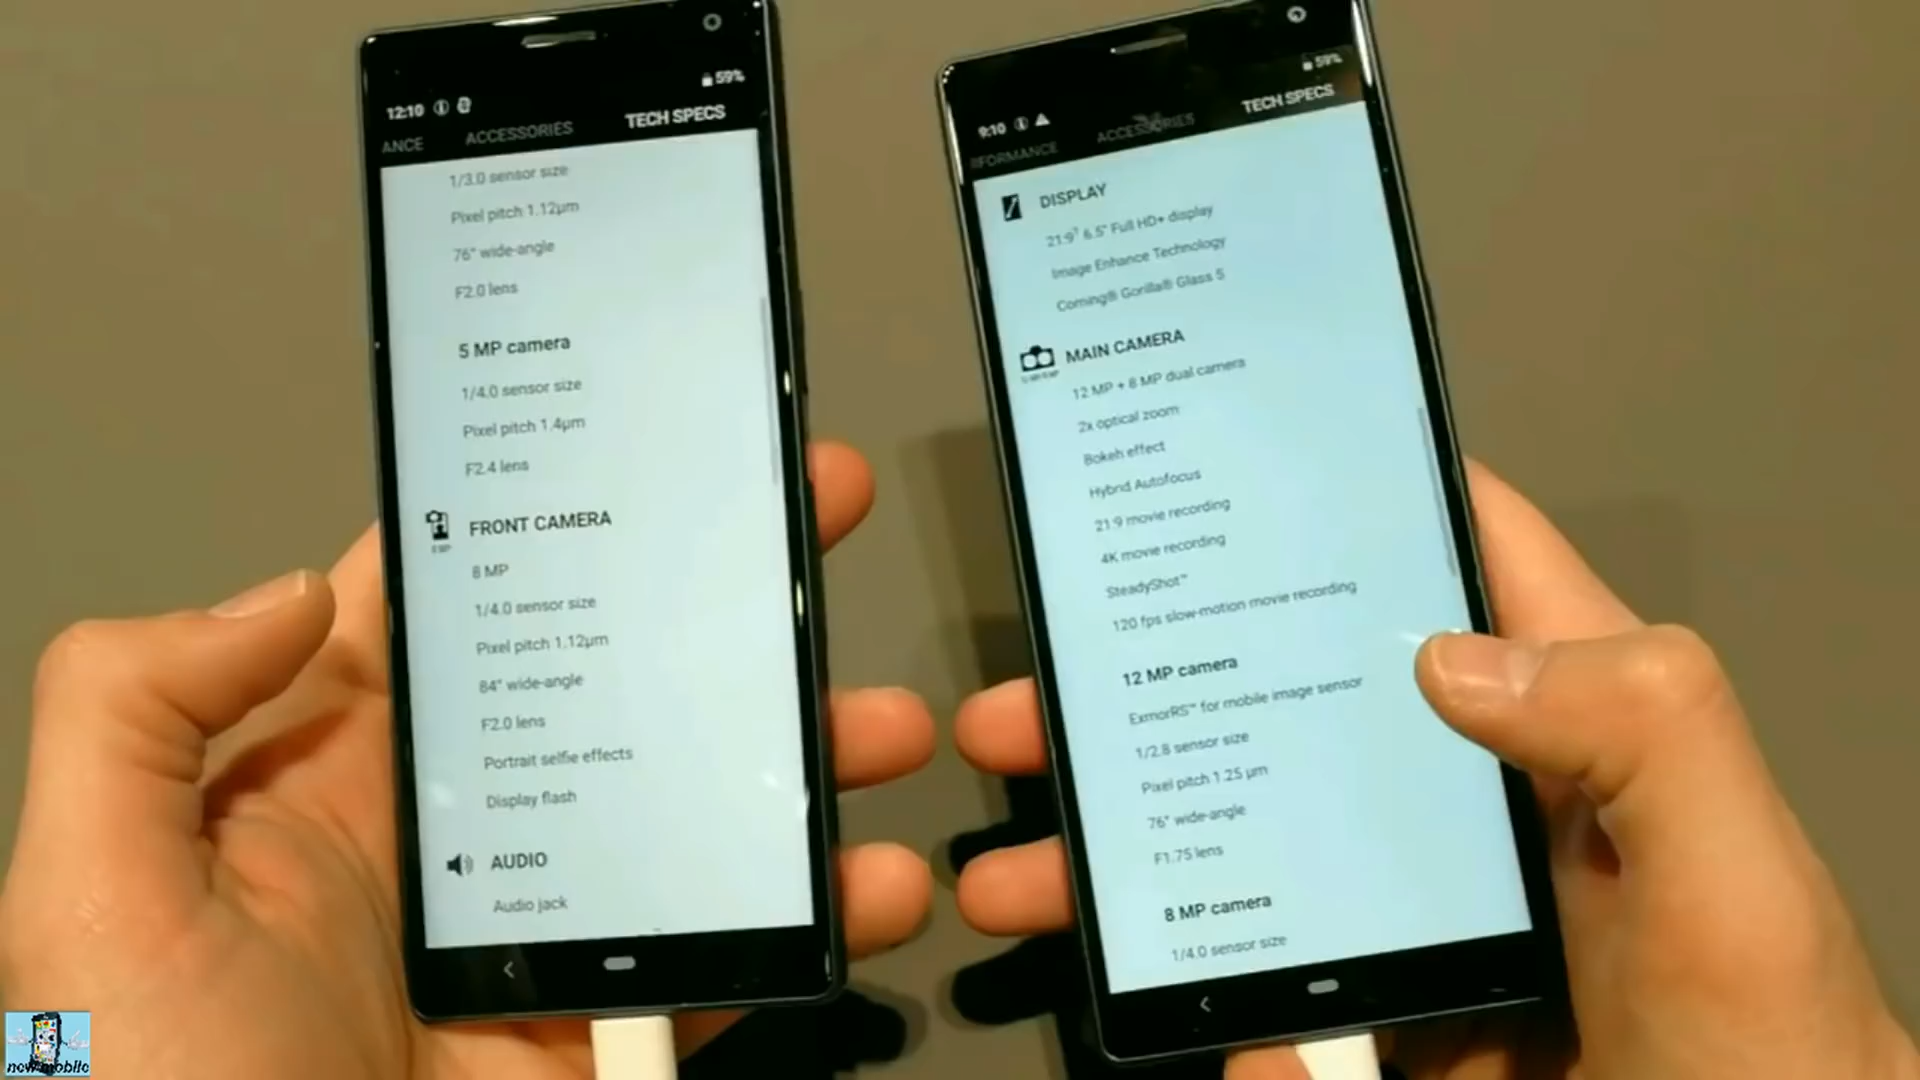 12:10
59%
ANCE ACCESSORIES TECH SPECS
1/3.0 sensor size
Pixel pitch 1.12µm
76° wide-angle
F2.0 lens
5 MP camera
1/4.0 sensor size
Pixel pitch 1.4µm
F2.4 lens
FRONT CAMERA
8 MP
8 MP
1/4.0 sensor size
Pixel pitch 1.12µm
84° wide-angle
F2.0 lens
Portrait selfie effects
Display flash
AUDIO
Audio jack
9:10
59%
FORMANCE ACCESSORIES TECH SPECS
DISPLAY
21:9 6.5" Full HD+ display
Image Enhance Technology
Corning® Gorilla® Glass 5
MAIN CAMERA
12 MP + 8 MP dual camera
2x optical zoom
Bokeh effect
Hybrid Autofocus
21:9 movie recording
4K movie recording
SteadyShot™
120 fps slow-motion movie recording
12 MP camera
ExmorRS™ for mobile image sensor
1/2.8 sensor size
Pixel pitch 1.25 µm
76° wide-angle
F1.75 lens
8 MP camera
1/4.0 sensor size
new mobile